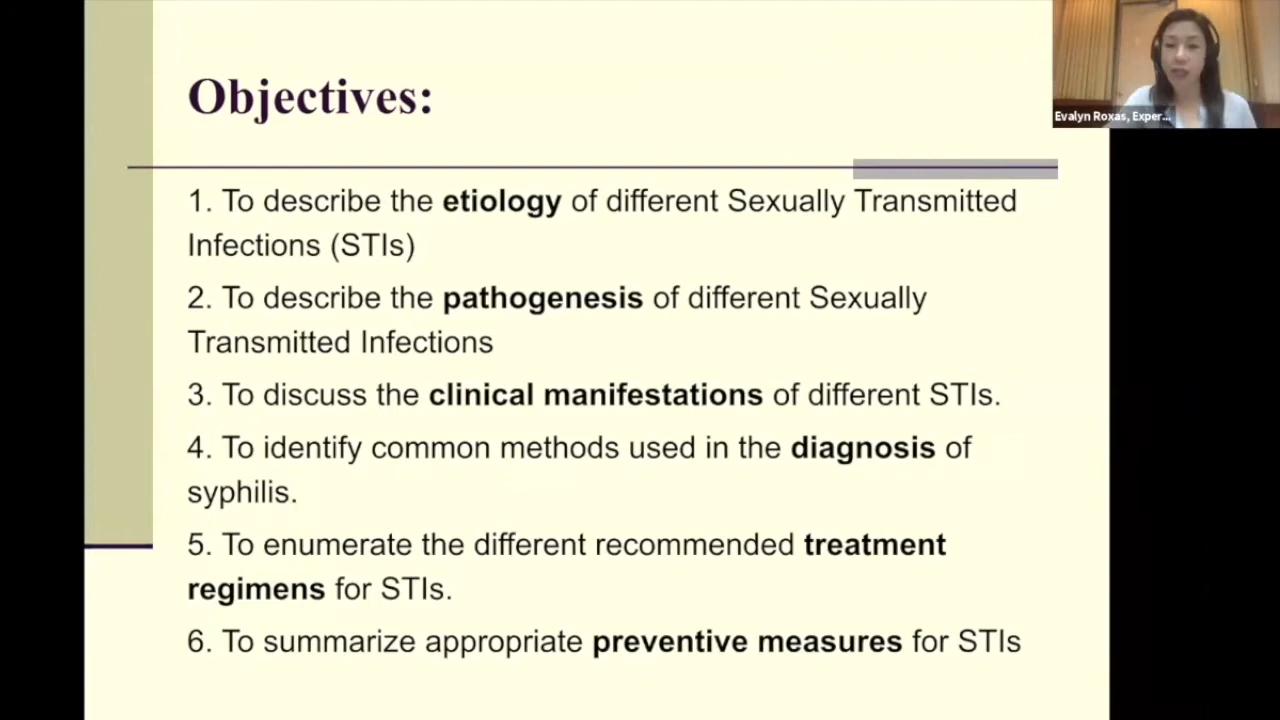 Objectives:
Evalyn Roxas, Exper...
1. To describe the etiology of different Sexually Transmitted
Infections (STIs)
2. To describe the pathogenesis of different Sexually
Transmitted Infections
3. To discuss the clinical manifestations of different STIs.
4. To identify common methods used in the diagnosis of
syphilis.
5. To enumerate the different recommended treatment
regimens for STIs.
6. To summarize appropriate preventive measures for STIs